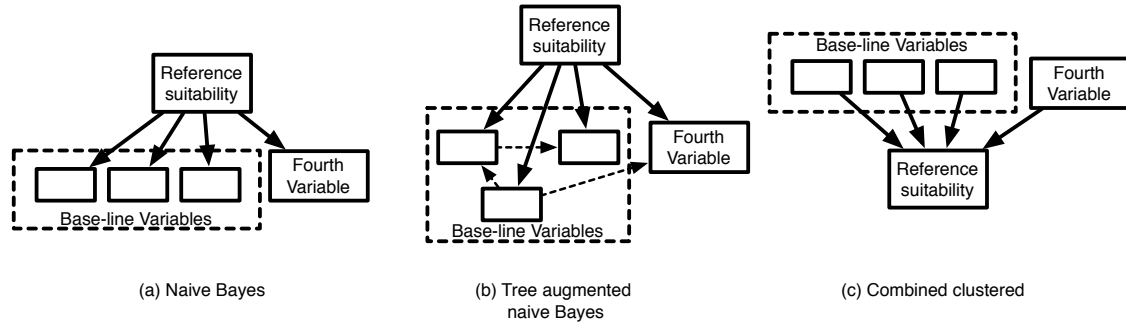 Reference
suitability
Fourth
Variable
Base-line Variables
(a) Naive Bayes
Reference
suitability
Fourth
Variable
Base-line Variables
(b) Tree augmented
naive Bayes
Base-line Variables
Fourth
Variable
Reference
suitability
(c) Combined clustered